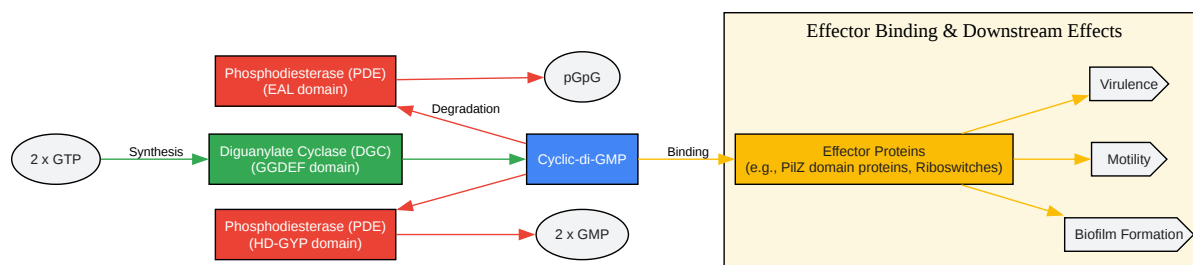 Effector Binding & Downstream Effects
Phosphodiesterase (PDE)
(EAL domain)
pGpG
Virulence
Degradation
2 x GTP
Synthesis
Diguanylate Cyclase (DGC)
(GGDEF domain)
Cyclic-di-GMP
Binding
Effector Proteins
(e.g., PilZ domain proteins, Riboswitches)
Motility
Phosphodiesterase (PDE)
(HD-GYP domain)
2 x GMP
Biofilm Formation